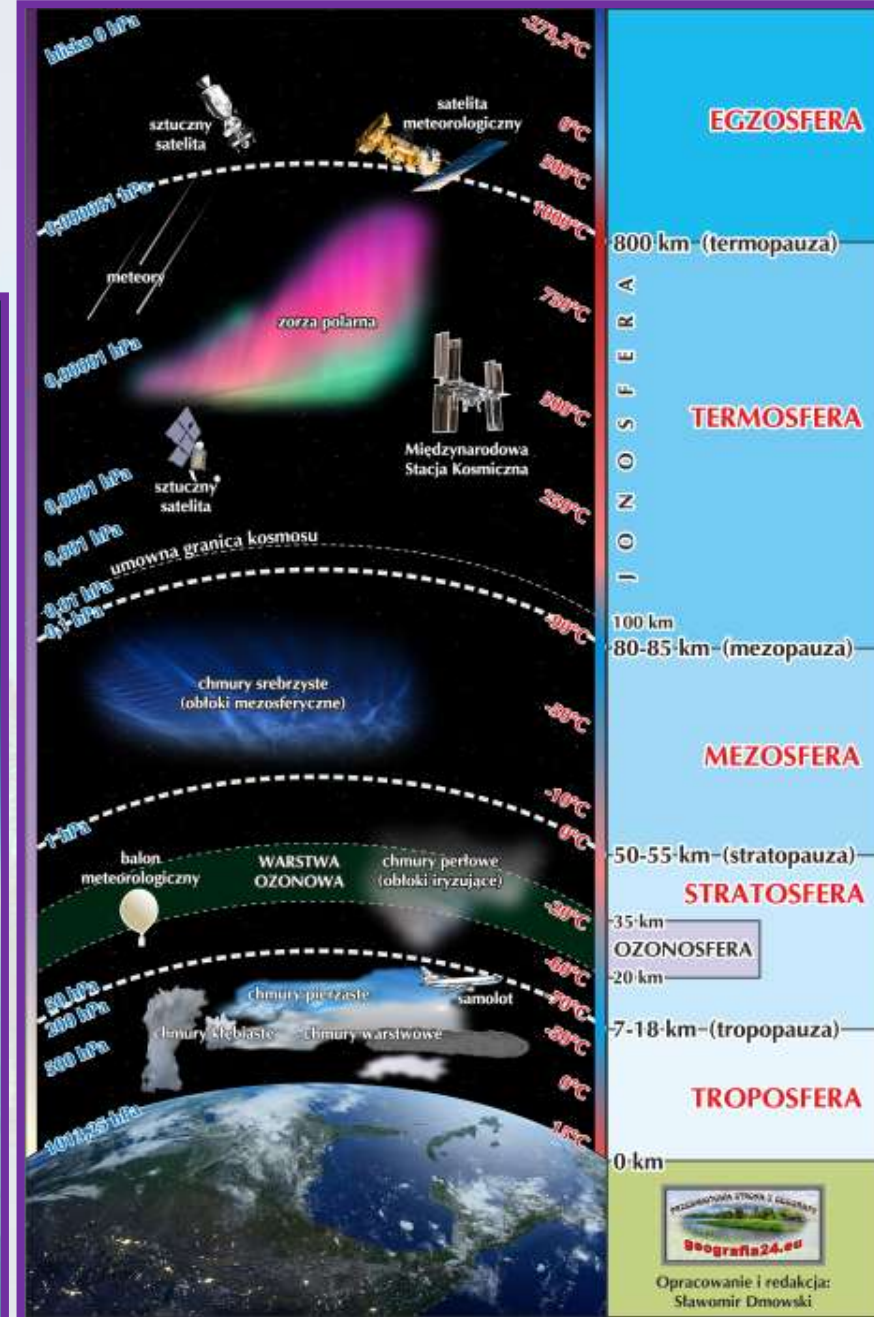 blisko 0 hPa
-273,2°C
sztuczny
satelita
satelita
meteorologiczny
0°C
500°C
EGZOSFERA
0,000001 hPa
1000°C
800 km (termopauza)
meteory
zorza polarna
750°C
JONOSFERA
0,00001 hPa
500°C
TERMOSFERA
Międzynarodowa
Stacja Kosmiczna
0,0001 hPa
sztuczny
satelita
250°C
0,001 hPa
umowna granica kosmosu
0,01 hPa
0,1 hPa
-90°C
100 km
80-85 km (mezopauza)
chmury srebrzyste
(obłoki mezosferyczne)
-50°C
MEZOSFERA
-10°C
1 hPa
0°C
50-55 km (stratopauza)
balon
meteorologiczny
WARSTWA
OZONOWA
chmury perłowe
(obłoki iryzujące)
STRATOSFERA
-20°C
35 km
OZONOSFERA
20 km
-60°C
50 hPa
chmury pierzaste
samolot
-70°C
200 hPa
7-18 km (tropopauza)
chmury kłębiaste
chmury warstwowe
-50°C
500 hPa
0°C
TROPOSFERA
1013,25 hPa
15°C
0 km
geografia24.eu
Opracowanie i redakcja:
Sławomir Dmowski